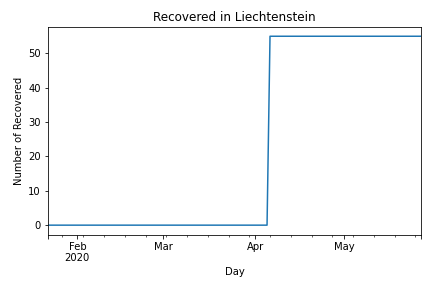 Recovered in Liechtenstein
Number of Recovered
50
40
30
20
10
0
Feb
2020
Mar
Apr
May
Day